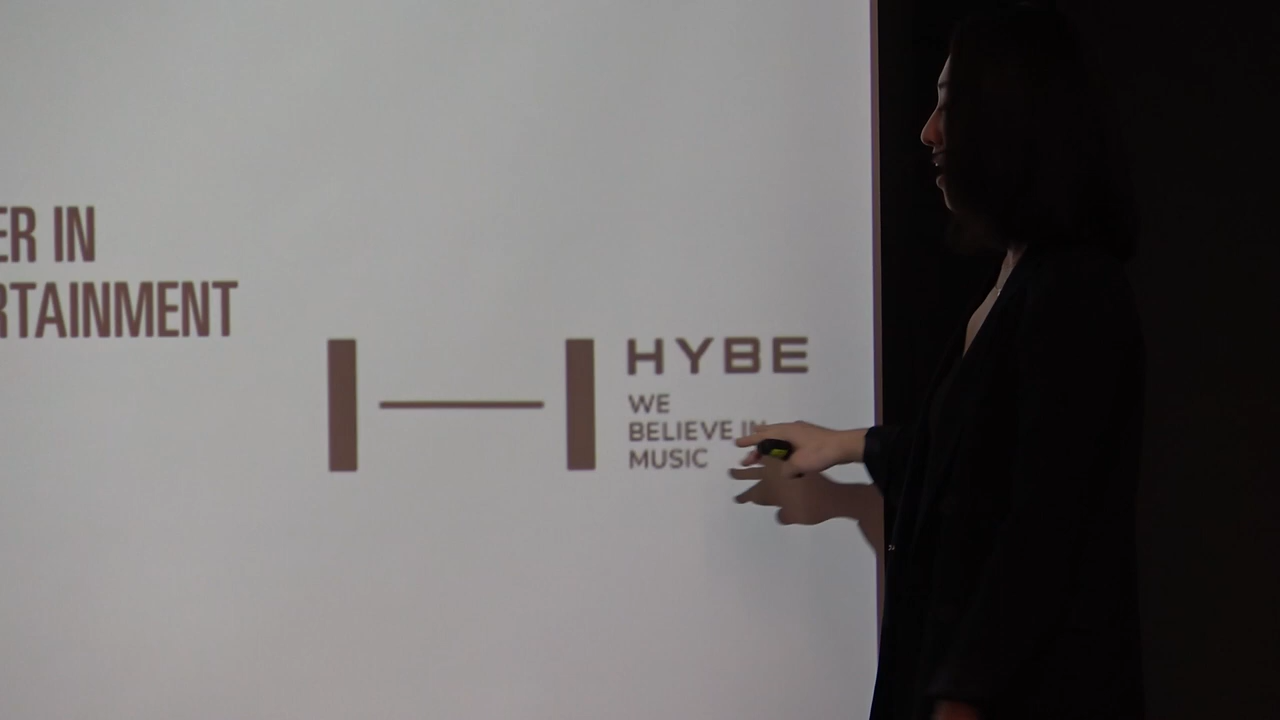 ER IN
RTAINMENT
HYBE
WE
BELIEVE IN
MUSIC